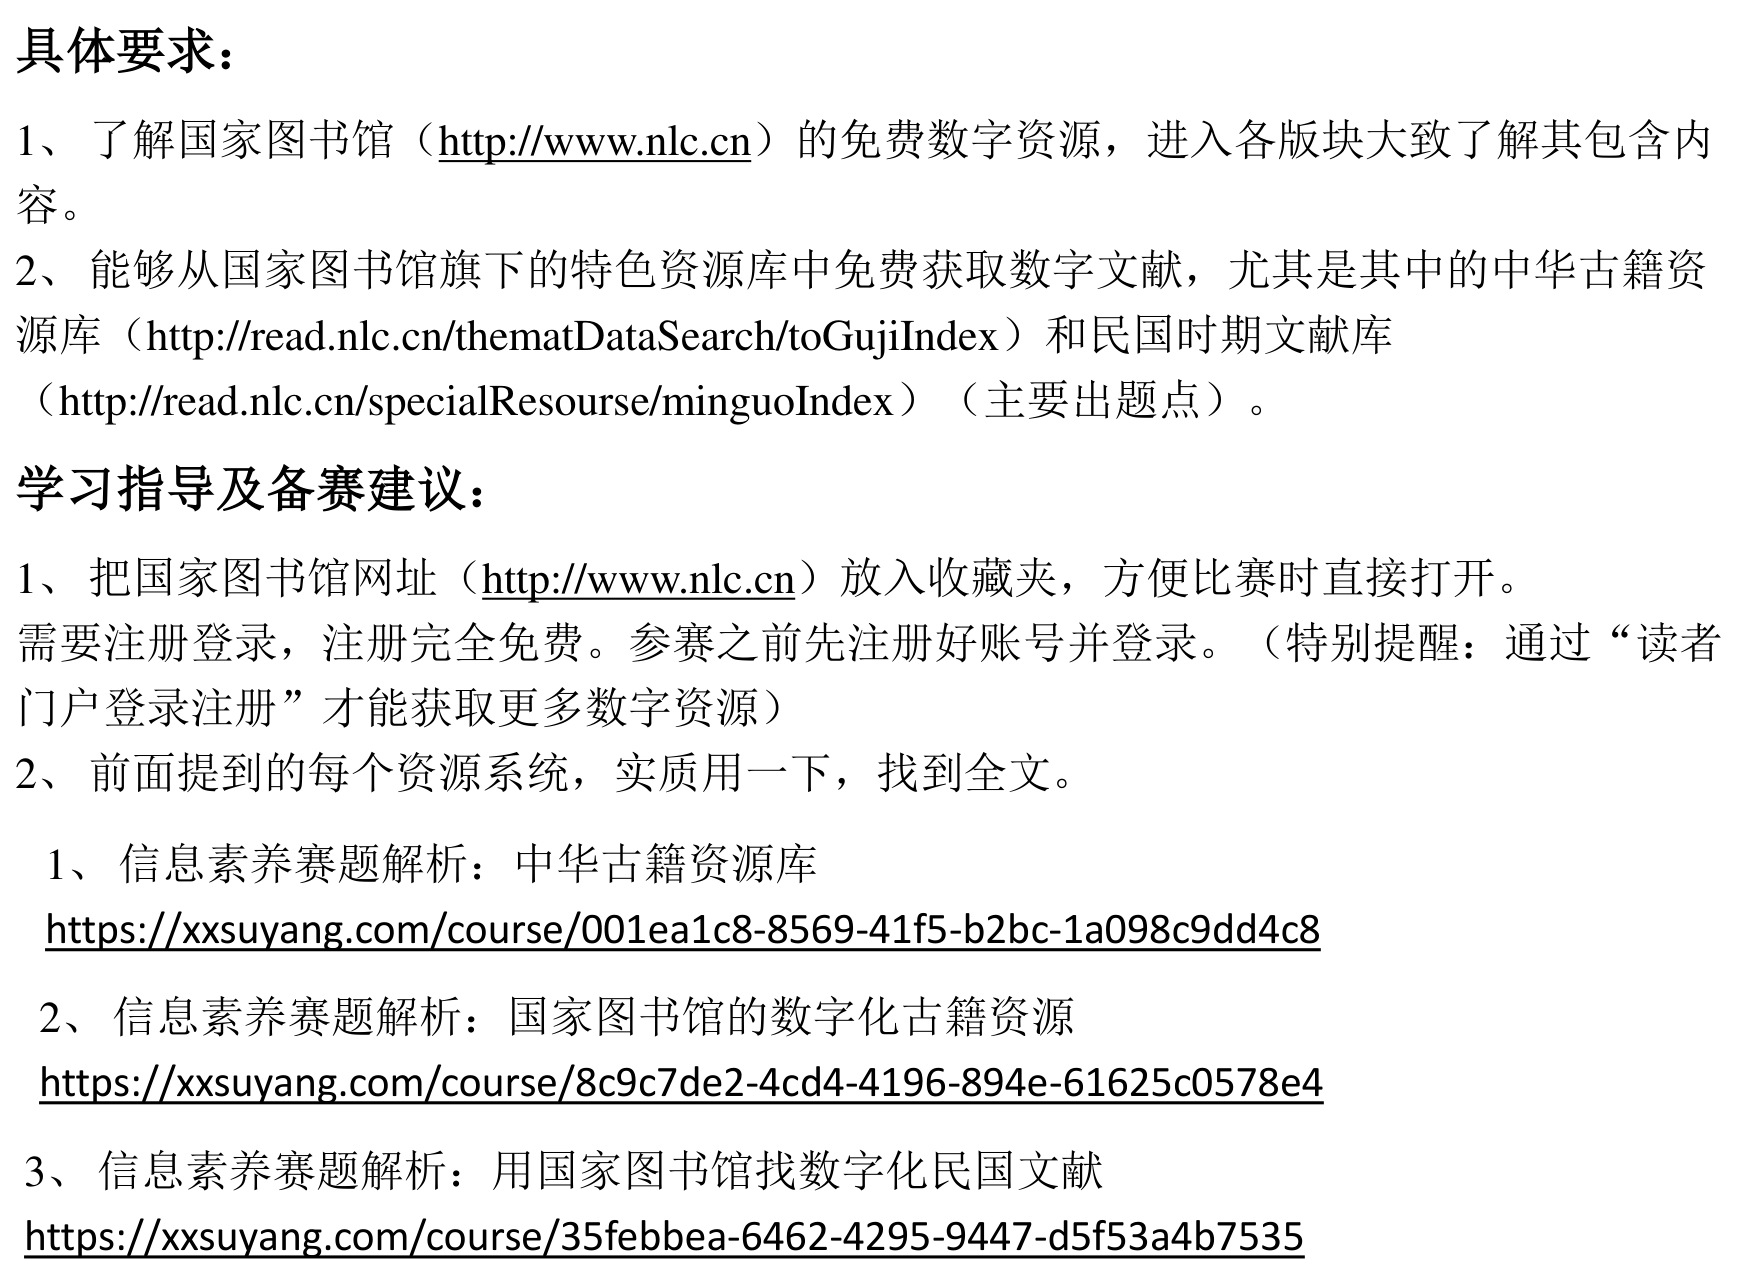 具体要求：
1、 了解国家图书馆（http://www.nlc.cn）的免费数字资源，进入各版块大致了解其包含内
容。
2、 能够从国家图书馆旗下的特色资源库中免费获取数字文献，尤其是其中的中华古籍资
源库（http://read.nlc.cn/thematDataSearch/toGujiIndex）和民国时期文献库
（http://read.nlc.cn/specialResourse/minguoIndex）（主要出题点）。
学习指导及备赛建议：
1、 把国家图书馆网址（http://www.nlc.cn）放入收藏夹，方便比赛时直接打开。
需要注册登录，注册完全免费。参赛之前先注册好账号并登录。（特别提醒：通过“读者
门户登录注册”才能获取更多数字资源）
2、 前面提到的每个资源系统，实质用一下，找到全文。
1、 信息素养赛题解析：中华古籍资源库
https://xxsuyang.com/course/001ea1c8-8569-41f5-b2bc-1a098c9dd4c8
2、 信息素养赛题解析：国家图书馆的数字化古籍资源
https://xxsuyang.com/course/8c9c7de2-4cd4-4196-894e-61625c0578e4
3、 信息素养赛题解析：用国家图书馆找数字化民国文献
https://xxsuyang.com/course/35febbea-6462-4295-9447-d5f53a4b7535